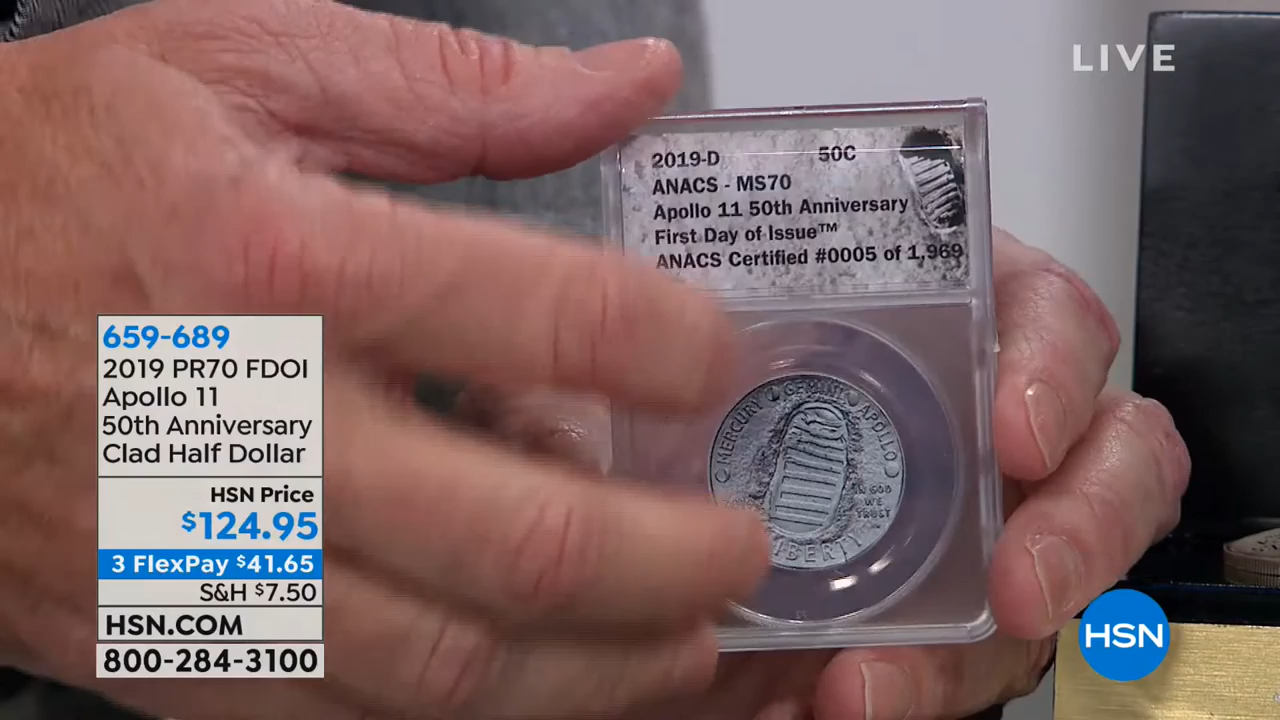 LIVE
2019-D 50C
ANACS - MS70
Apollo 11 50th Anniversary
First Day of Issue™
ANACS Certified #0005 of 1,969
MERCURY GEMINI APOLLO
IN GOD
WE
TRUST
LIBERTY
659-689
2019 PR70 FDOI
Apollo 11
50th Anniversary
Clad Half Dollar
HSN Price
$124.95
3 FlexPay $41.65
S&H $7.50
HSN.COM
800-284-3100
HSN